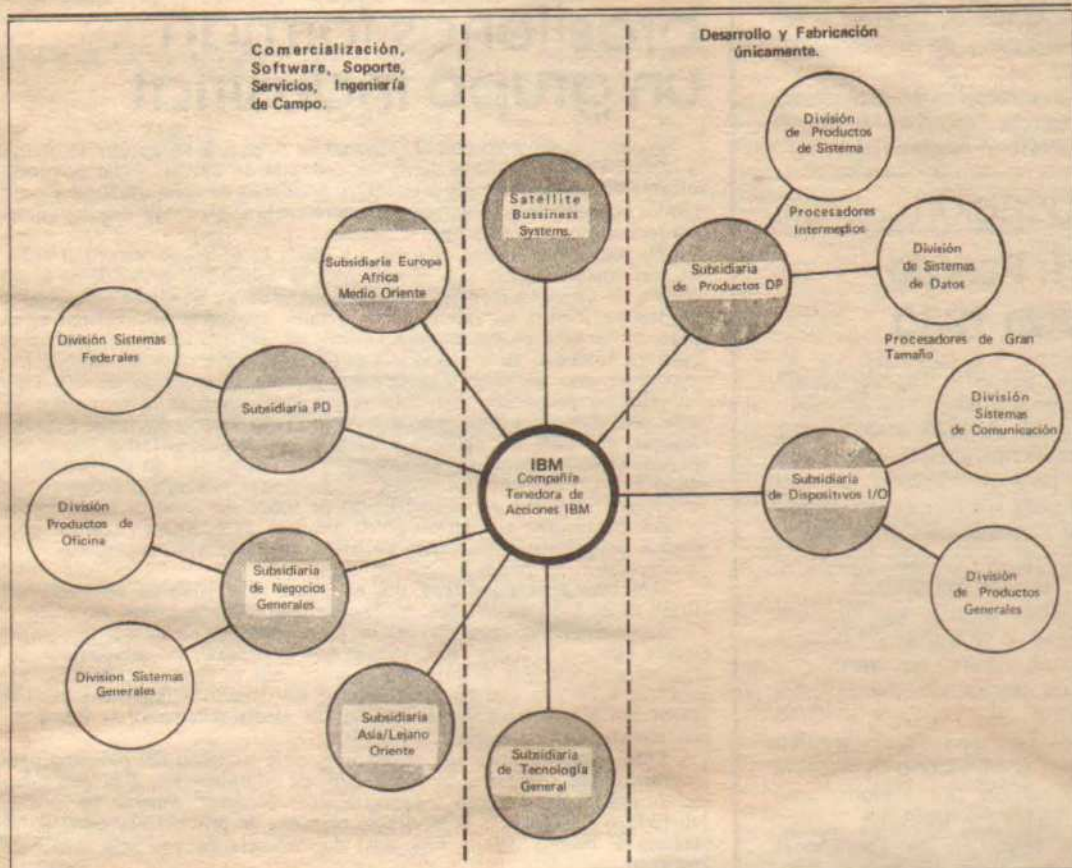 Comercialización,
Software, Soporte,
Servicios, Ingeniería
de Campo.
Desarrollo y Fabricación
únicamente.
División
de Productos
de Sistema
Satéllite
Bussiness
Systems.
Procesadores
Intermedios
Subsidiaria Europa
Africa
Medio Oriente
Subsidiaria
de Productos DP
División
de Sistemas
de Datos
División Sistemas
Federales
Procesadores de Gran
Tamaño
Subsidiaria PD
División
Sistemas
de Comunicación
IBM
Compañía
Tenedora de
Acciones IBM
Subsidiaria
de Dispositivos I/O
División
Productos de
Oficina
Subsidiaria
de Negocios
Generales
División
de Productos
Generales
Division Sistemas
Generales
Subsidiaria
Asia/Lejano
Oriente
Subsidiaria
de Tecnología
General